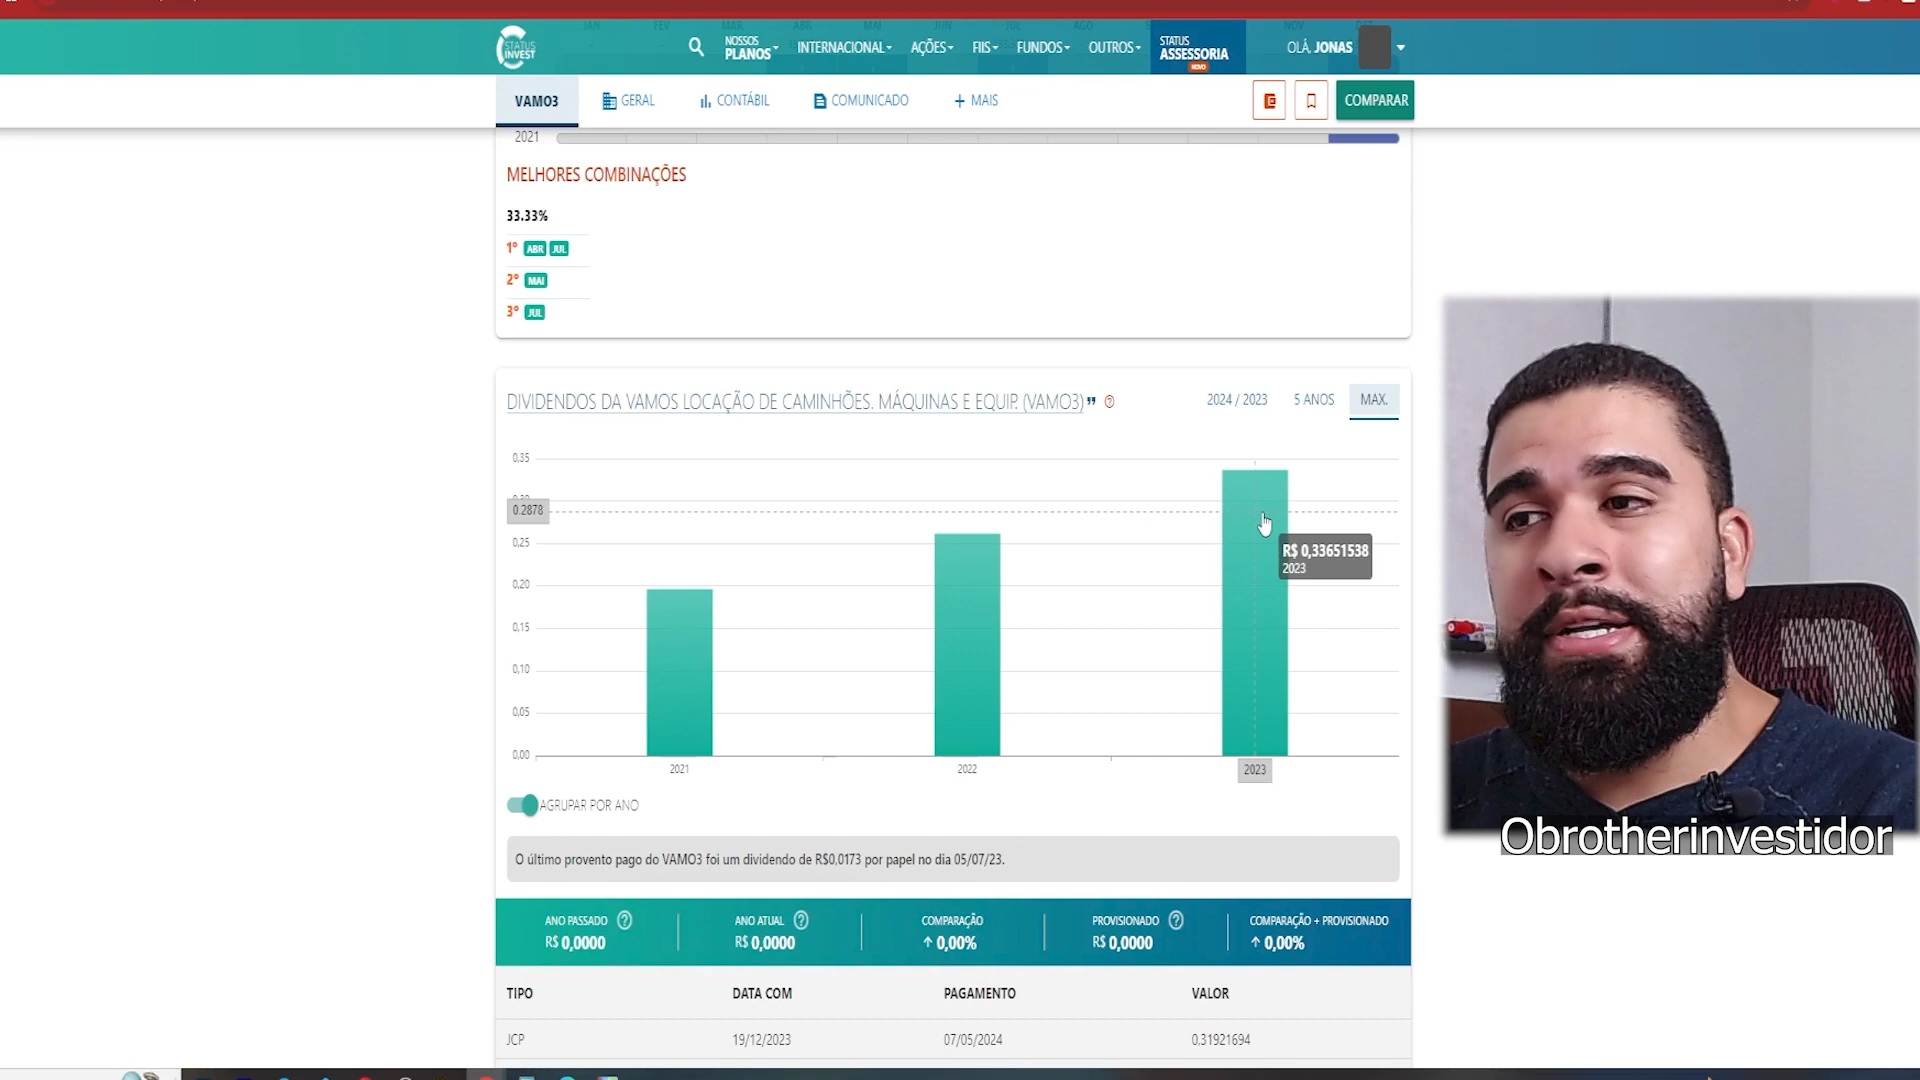 STATUS
INVEST
NOSSOS
PLANOS
INTERNACIONAL
AÇÕES
FIIS
FUNDOS
OUTROS
STATUS
ASSESSORIA
NOVO
OLÁ, JONAS
VAMO3
GERAL
CONTÁBIL
COMUNICADO
+ MAIS
COMPARAR
2021
MELHORES COMBINAÇÕES
33.33%
1º ABR JUL
2º MAI
3º JUL
DIVIDENDOS DA VAMOS LOCAÇÃO DE CAMINHÕES. MÁQUINAS E EQUIP. (VAMO3)
2024 / 2023
5 ANOS
MAX.
0,35
0,30
0.2878
0,25
0,20
0,15
0,10
0,05
0,00
R$ 0,33651538
2023
2021
2022
2023
AGRUPAR POR ANO
Obrotherinvestidor
O último provento pago do VAMO3 foi um dividendo de R$0,0173 por papel no dia 05/07/23.
ANO PASSADO
R$ 0,0000
ANO ATUAL
R$ 0,0000
COMPARAÇÃO
↑ 0,00%
PROVISIONADO
R$ 0,0000
COMPARAÇÃO + PROVISIONADO
↑ 0,00%
TIPO DATA COM PAGAMENTO VALOR
JCP 19/12/2023 07/05/2024 0,31921694